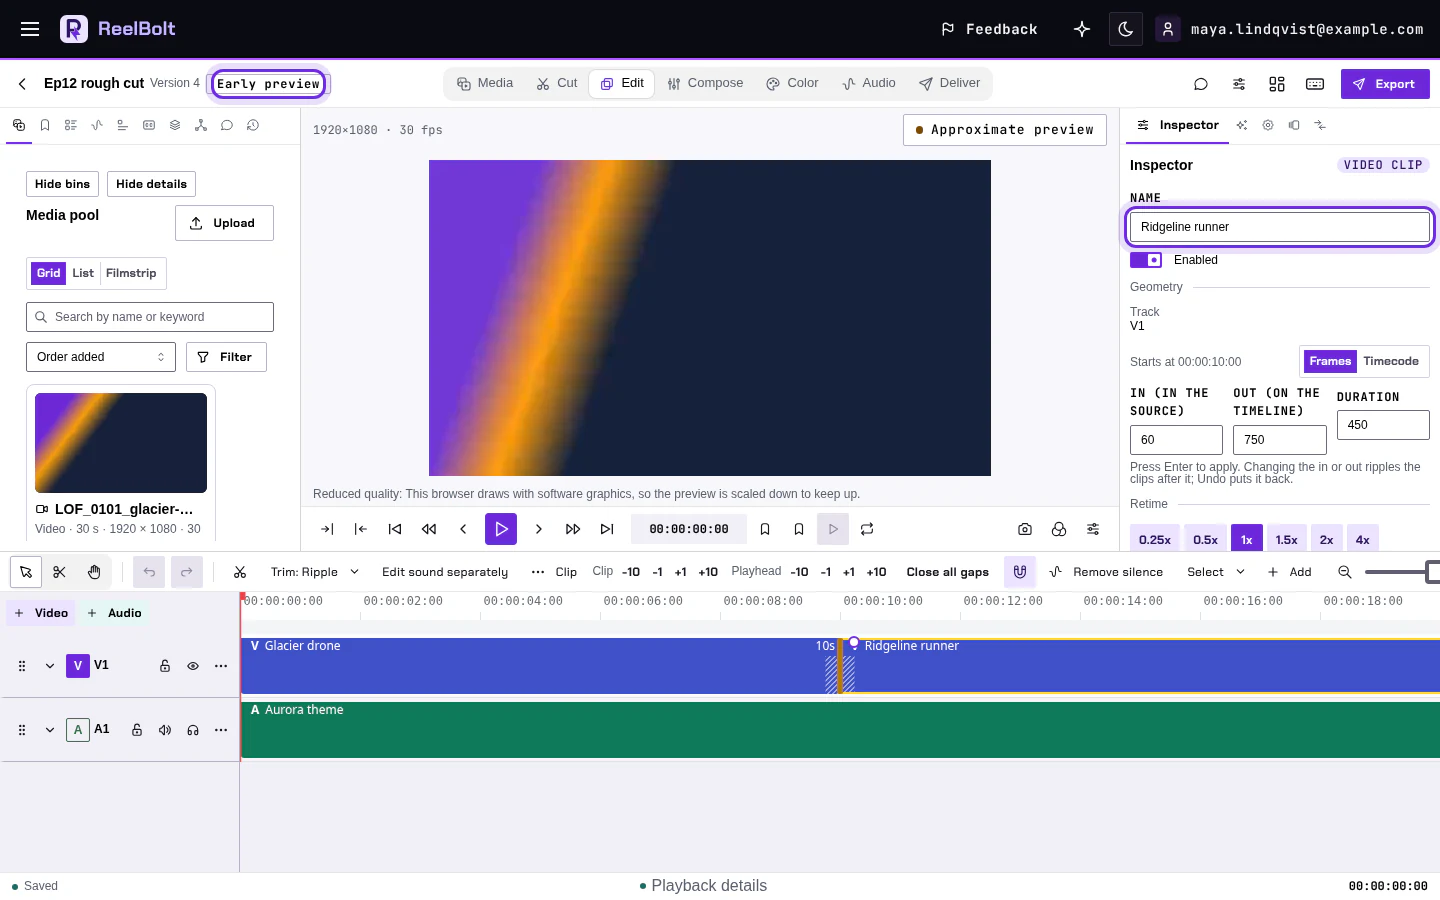 ReelBolt
Feedback
maya.lindqvist@example.com
Ep12 rough cut Version 4 Early preview
Media Cut Edit Compose Color Audio Deliver
Export
Hide bins Hide details
Media pool
Upload
Grid List Filmstrip
Search by name or keyword
Order added
Filter
LOF_0101_glacier-...
Video · 30 s · 1920 × 1080 · 30
1920×1080 · 30 fps
Approximate preview
Reduced quality: This browser draws with software graphics, so the preview is scaled down to keep up.
00:00:00:00
Inspector
Inspector
VIDEO CLIP
NAME
Ridgeline runner
Enabled
Geometry
Track
V1
Starts at 00:00:10:00
Frames Timecode
IN (IN THE SOURCE)
OUT (ON THE TIMELINE)
DURATION
60
750
450
Press Enter to apply. Changing the in or out ripples the
clips after it; Undo puts it back.
Retime
0.25x 0.5x 1x 1.5x 2x 4x
Trim: Ripple Edit sound separately Clip Clip -10 -1 +1 +10 Playhead -10 -1 +1 +10 Close all gaps Remove silence Select Add
Video Audio
00:00:00:00 00:00:02:00 00:00:04:00 00:00:06:00 00:00:08:00 00:00:10:00 00:00:12:00 00:00:14:00 00:00:16:00 00:00:18:00
V V1
V Glacier drone
10s
Ridgeline runner
A A1
A Aurora theme
Saved
Playback details
00:00:00:00